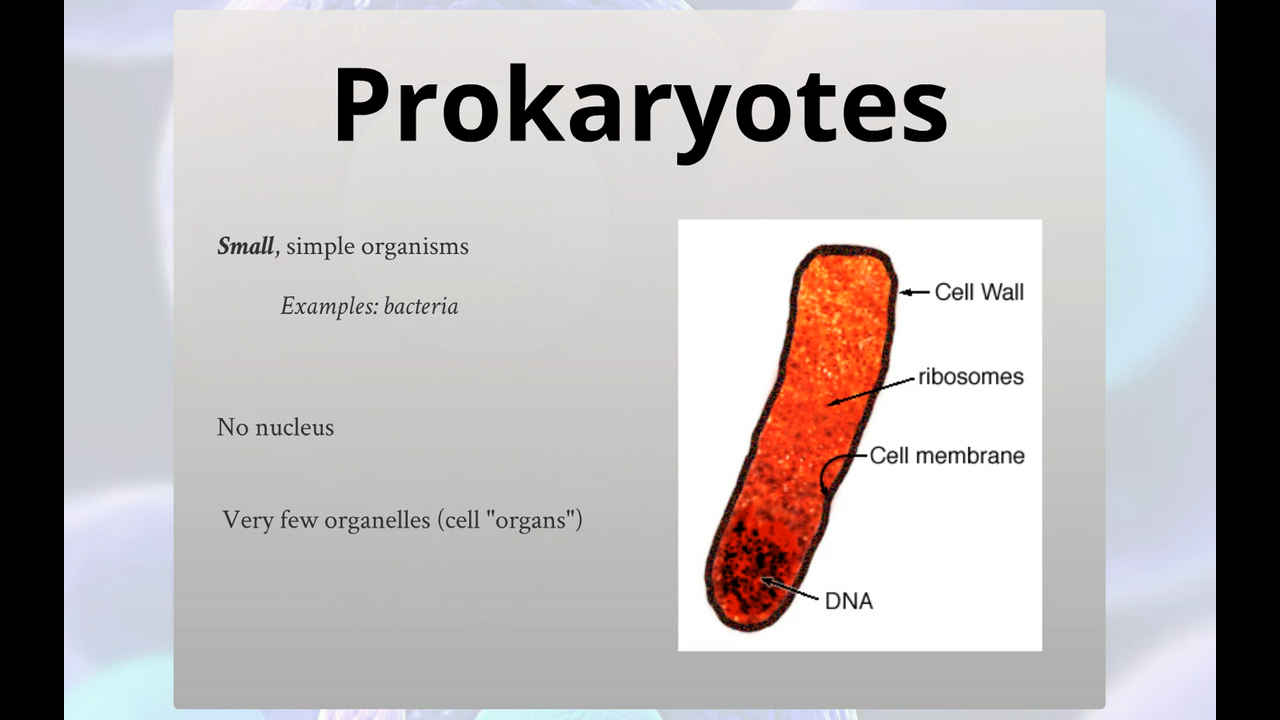 Prokaryotes
Small, simple organisms
Examples: bacteria
No nucleus
Very few organelles (cell "organs")
Cell Wall
ribosomes
Cell membrane
DNA